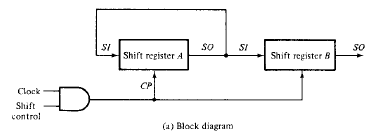 SI
Shift register A
SO
SI
Shift register B
SO
CP
Clock
Shift
control
(a) Block diagram